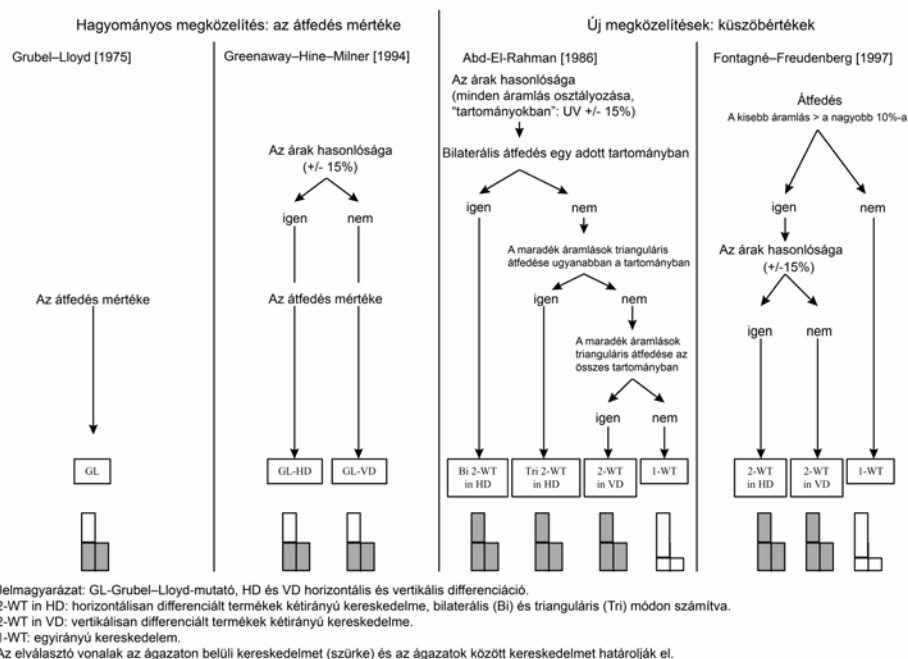 Hagyományos megközelítés: az átfedés mértéke
Új megközelítések: küszöbértékek
Grubel–Lloyd [1975]
Greenaway–Hine–Milner [1994]
Abd-El-Rahman [1986]
Fontagné–Freudenberg [1997]
Az árak hasonlósága
(+/- 15%)
igen nem
Az átfedés mértéke
Az átfedés mértéke
Az árak hasonlósága
(minden áramlás osztályozása,
“tartományokban”: UV +/- 15%)
Bilaterális átfedés egy adott tartományban
igen nem
A maradék áramlások trianguláris
átfedése ugyanabban a tartományban
igen nem
A maradék áramlások
trianguláris átfedése az
összes tartományban
igen nem
Átfedés
A kisebb áramlás > a nagyobb 10%-a
igen nem
Az árak hasonlósága
(+/-15%)
igen nem
GL
GL-HD
GL-VD
Bi 2-WT
in HD
Tri 2-WT
in HD
2-WT
in VD
1-WT
2-WT
in HD
2-WT
in VD
1-WT
Jelmagyarázat: GL-Grubel–Lloyd-mutató, HD és VD horizontális és vertikális differenciáció.
2-WT in HD: horizontálisan differenciált termékek kétirányú kereskedelme, bilaterális (Bi) és trianguláris (Tri) módon számítva.
2-WT in VD: vertikálisan differenciált termékek kétirányú kereskedelme.
1-WT: egyirányú kereskedelem.
Az elválasztó vonalak az ágazaton belüli kereskedelmet (szürke) és az ágazatok között kereskedelmet határolják el.